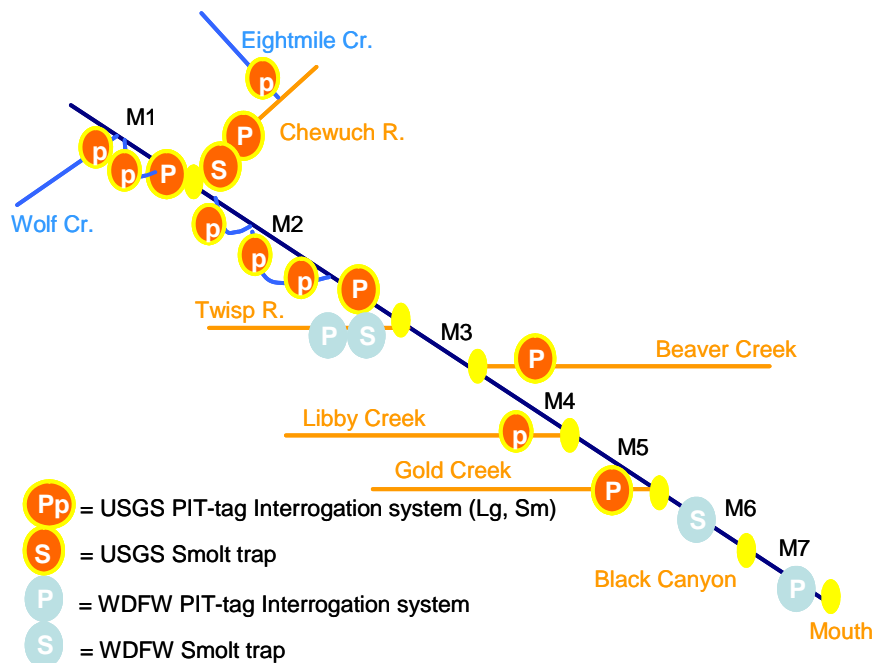 Eightmile Cr.
p
M1
P
Chewuch R.
p
S
p
P
Wolf Cr.
p
M2
p
p
P
Twisp R.
P S
M3
P
Beaver Creek
M4
Libby Creek
p
M5
Gold Creek
P
Pp = USGS PIT-tag Interrogation system (Lg, Sm)
S
M6
M7
S = USGS Smolt trap
Black Canyon
P
P = WDFW PIT-tag Interrogation system
Mouth
S = WDFW Smolt trap